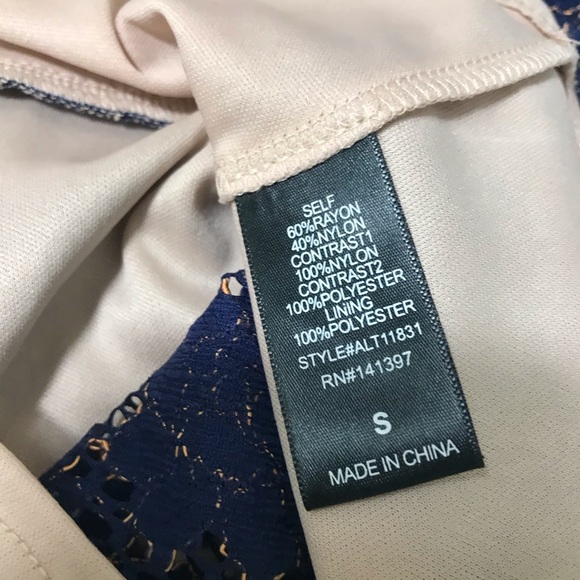 SELF
60%RAYON
40%NYLON
CONTRAST1
100%NYLON
CONTRAST2
100%POLYESTER
LINING
100%POLYESTER
STYLE#ALT11831
RN#141397
S
MADE IN CHINA